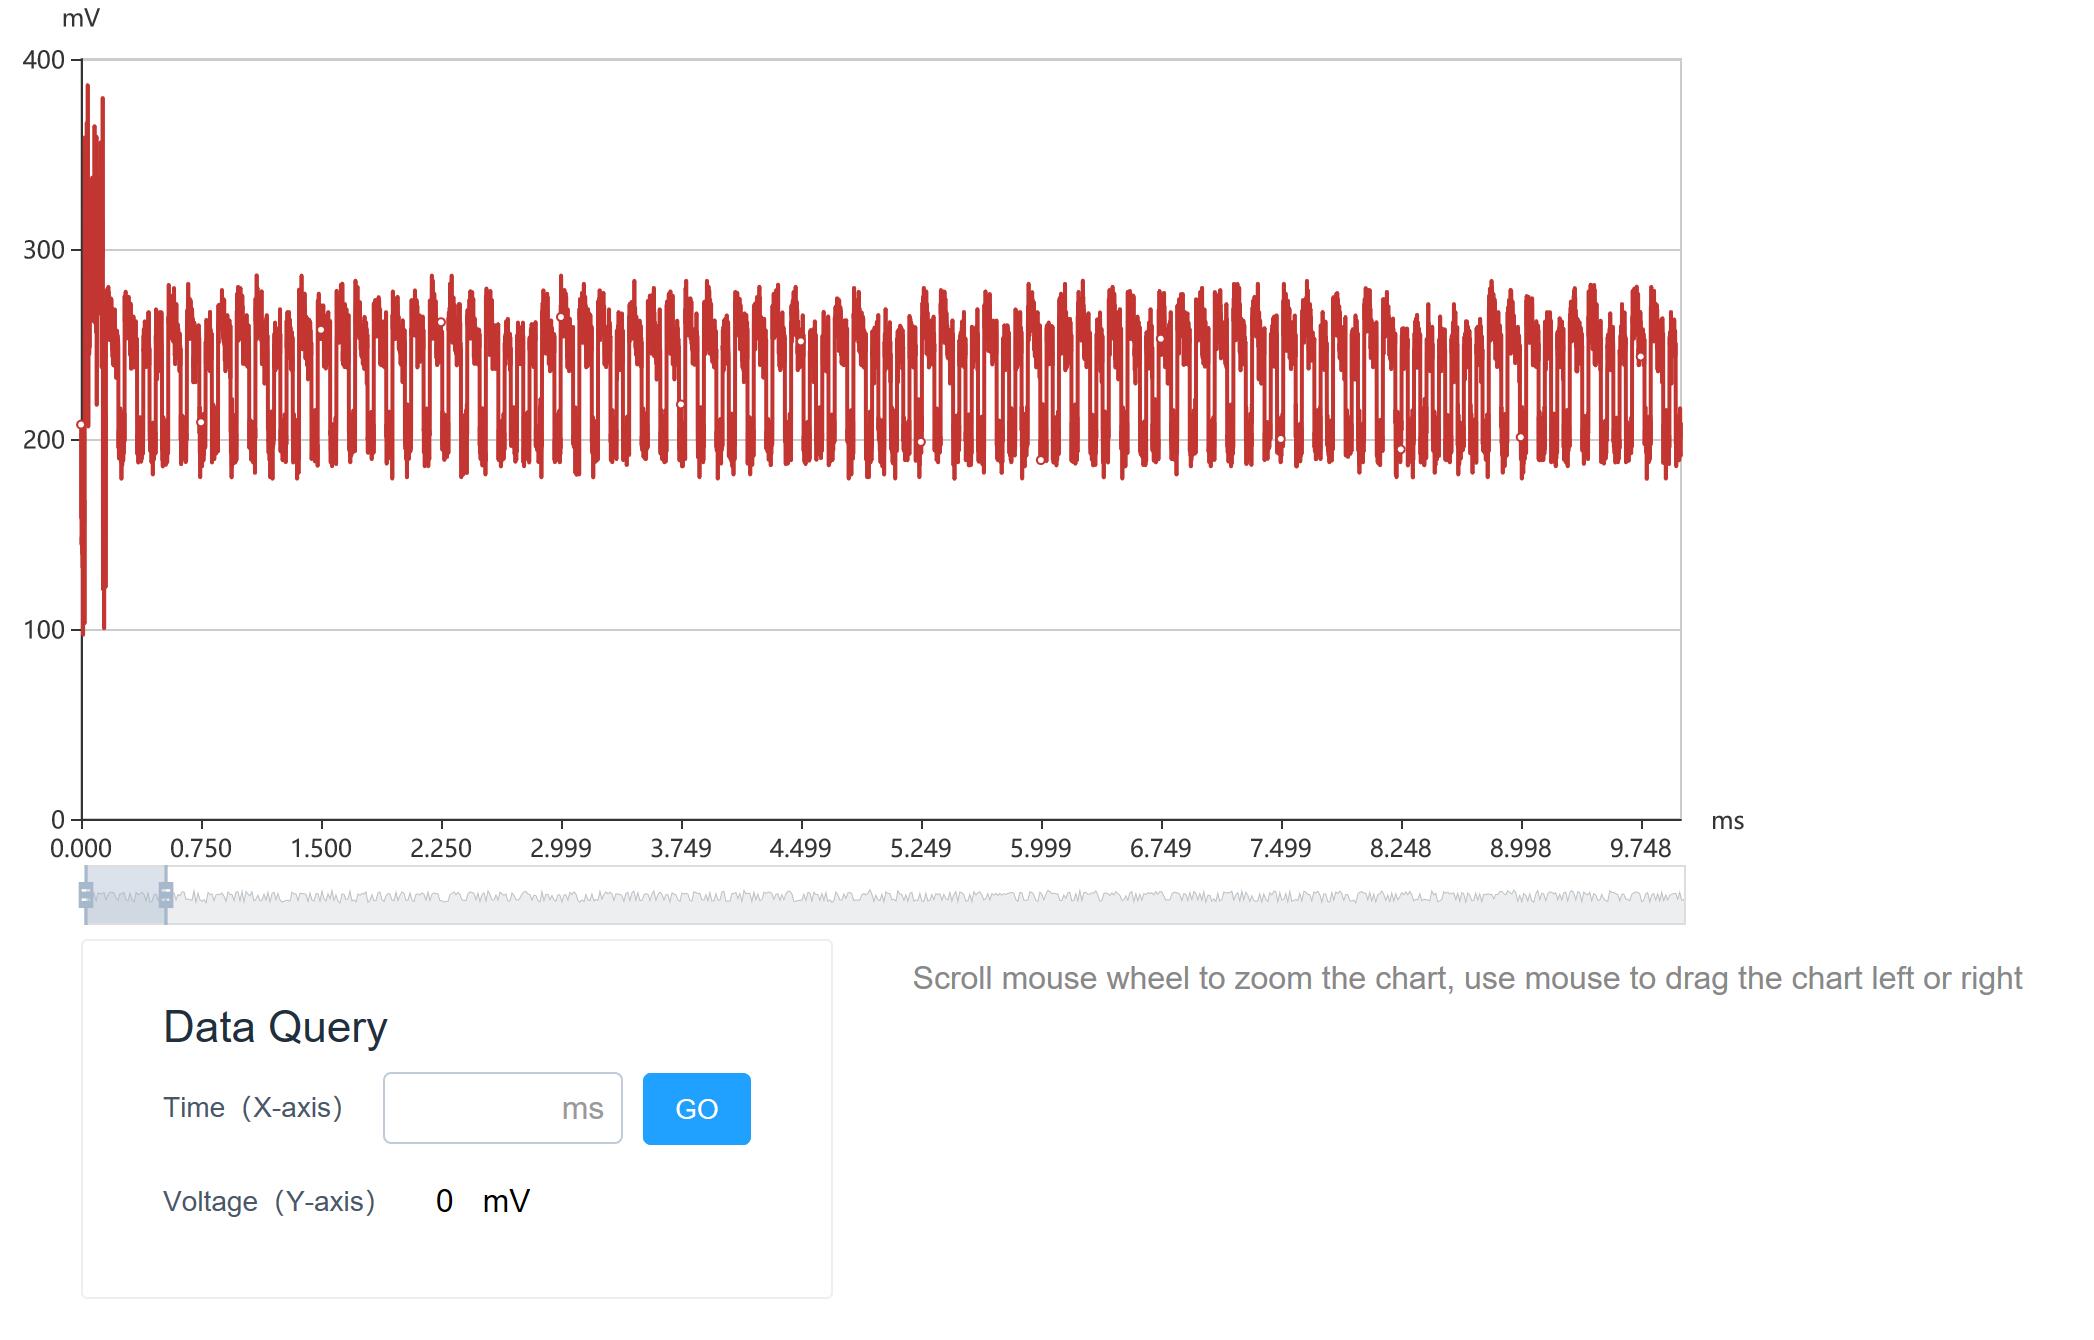 mV
400
300
200
100
0
ms
0.000 0.750 1.500 2.250 2.999 3.749 4.499 5.249 5.999 6.749 7.499 8.248 8.998 9.748
Scroll mouse wheel to zoom the chart, use mouse to drag the chart left or right
Data Query
Time（X-axis） ms GO
Voltage（Y-axis） 0 mV